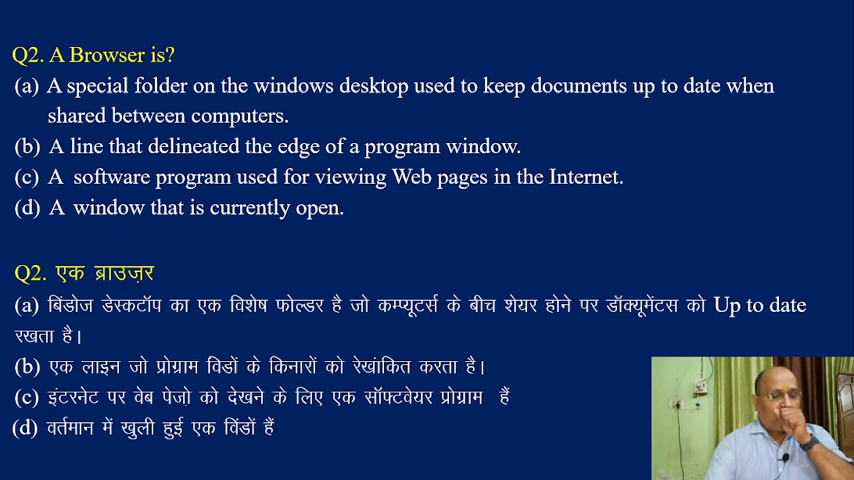 Q2. A Browser is?
(a) A special folder on the windows desktop used to keep documents up to date when
shared between computers.
(b) A line that delineated the edge of a program window.
(c) A software program used for viewing Web pages in the Internet.
(d) A window that is currently open.
Q2. एक ब्राउज़र
(a) बिंडोज डेस्कटॉप का एक विशेष फोल्डर है जो कम्प्यूटर्स के बीच शेयर होने पर डॉक्यूमेंटस को Up to date
रखता है।
(b) एक लाइन जो प्रोग्राम विडों के किनारों को रेखांकित करता है।
(c) इंटरनेट पर वेब पेजो को देखने के लिए एक सॉफ्टवेयर प्रोग्राम हैं
(d) वर्तमान में खुली हुई एक विंडों हैं